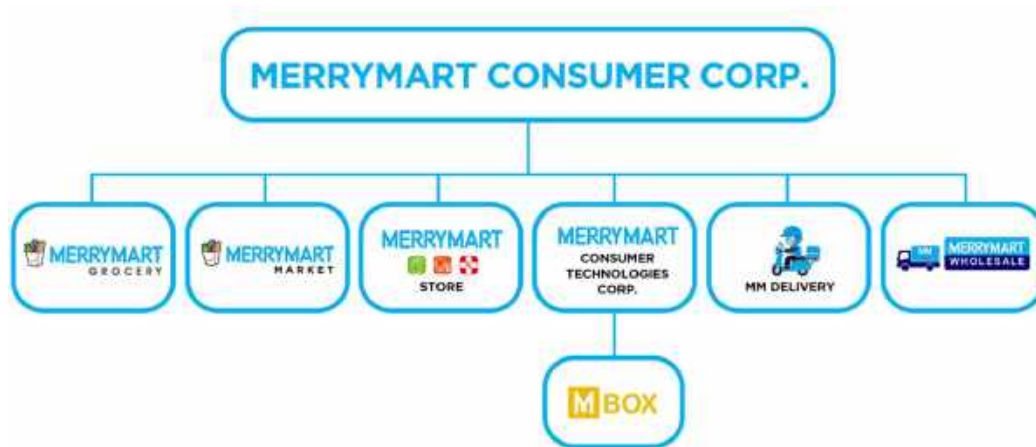 MERRYMART CONSUMER CORP.
MERRYMART
GROCERY
MERRYMART
MARKET
MERRYMART
STORE
MERRYMART
CONSUMER
TECHNOLOGIES
CORP.
MM DELIVERY
MM
MERRYMART
WHOLESALE
M BOX